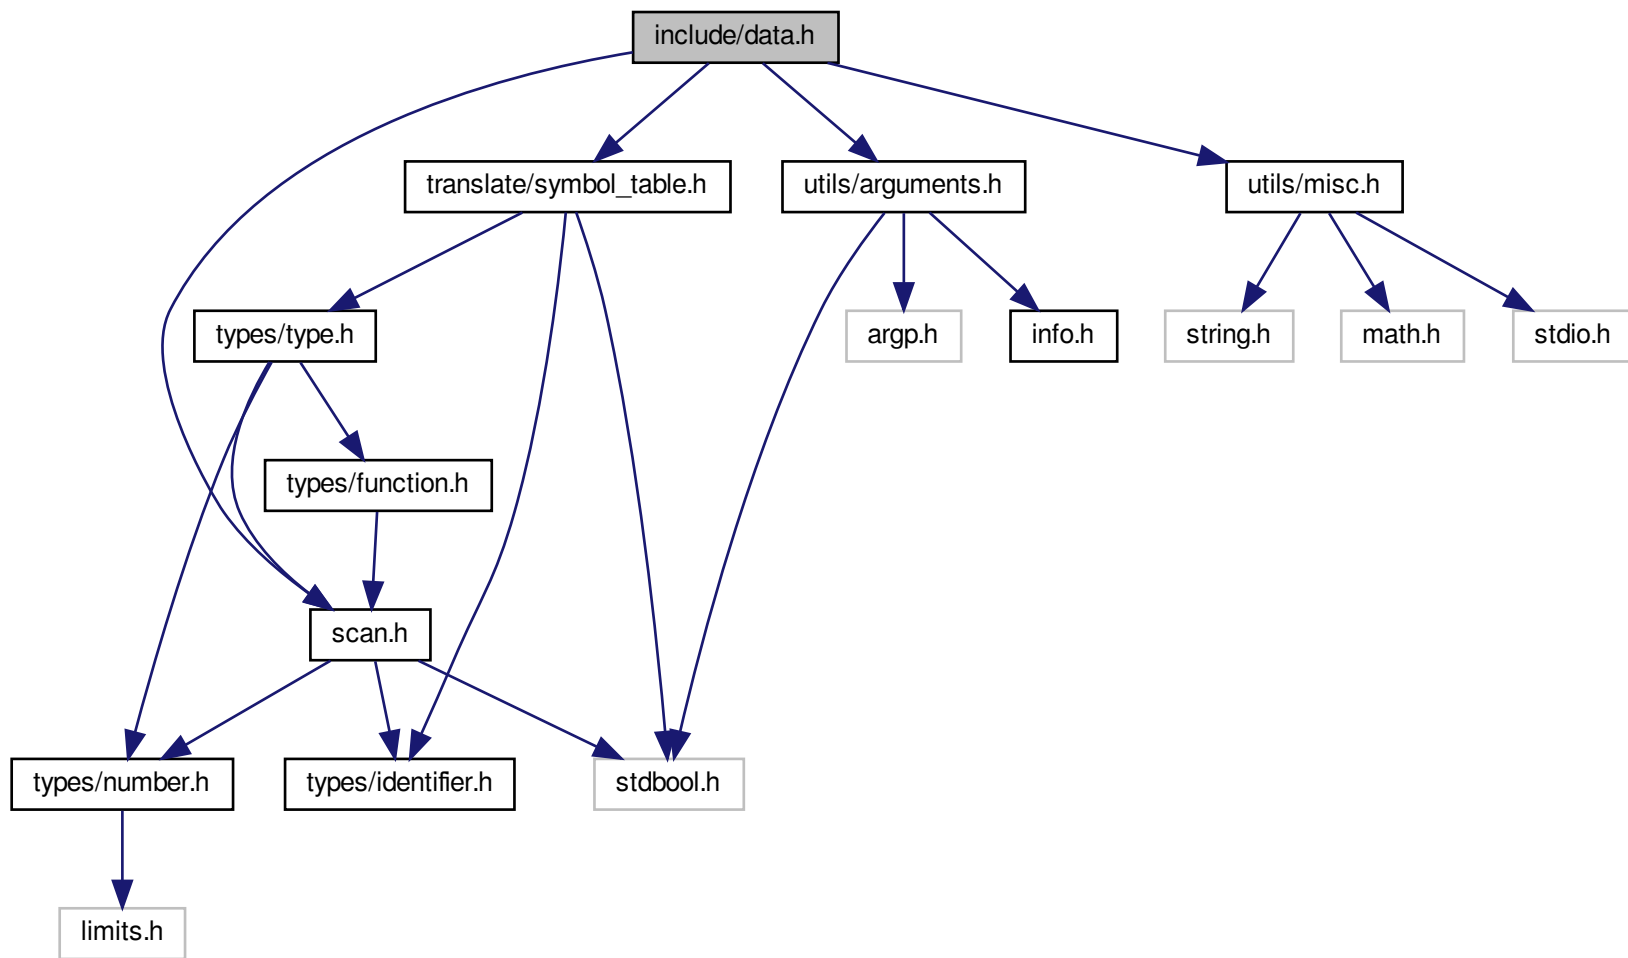 include/data.h
translate/symbol_table.h
utils/arguments.h
utils/misc.h
types/type.h
argp.h
info.h
string.h
math.h
stdio.h
types/function.h
scan.h
types/number.h
types/identifier.h
stdbool.h
limits.h